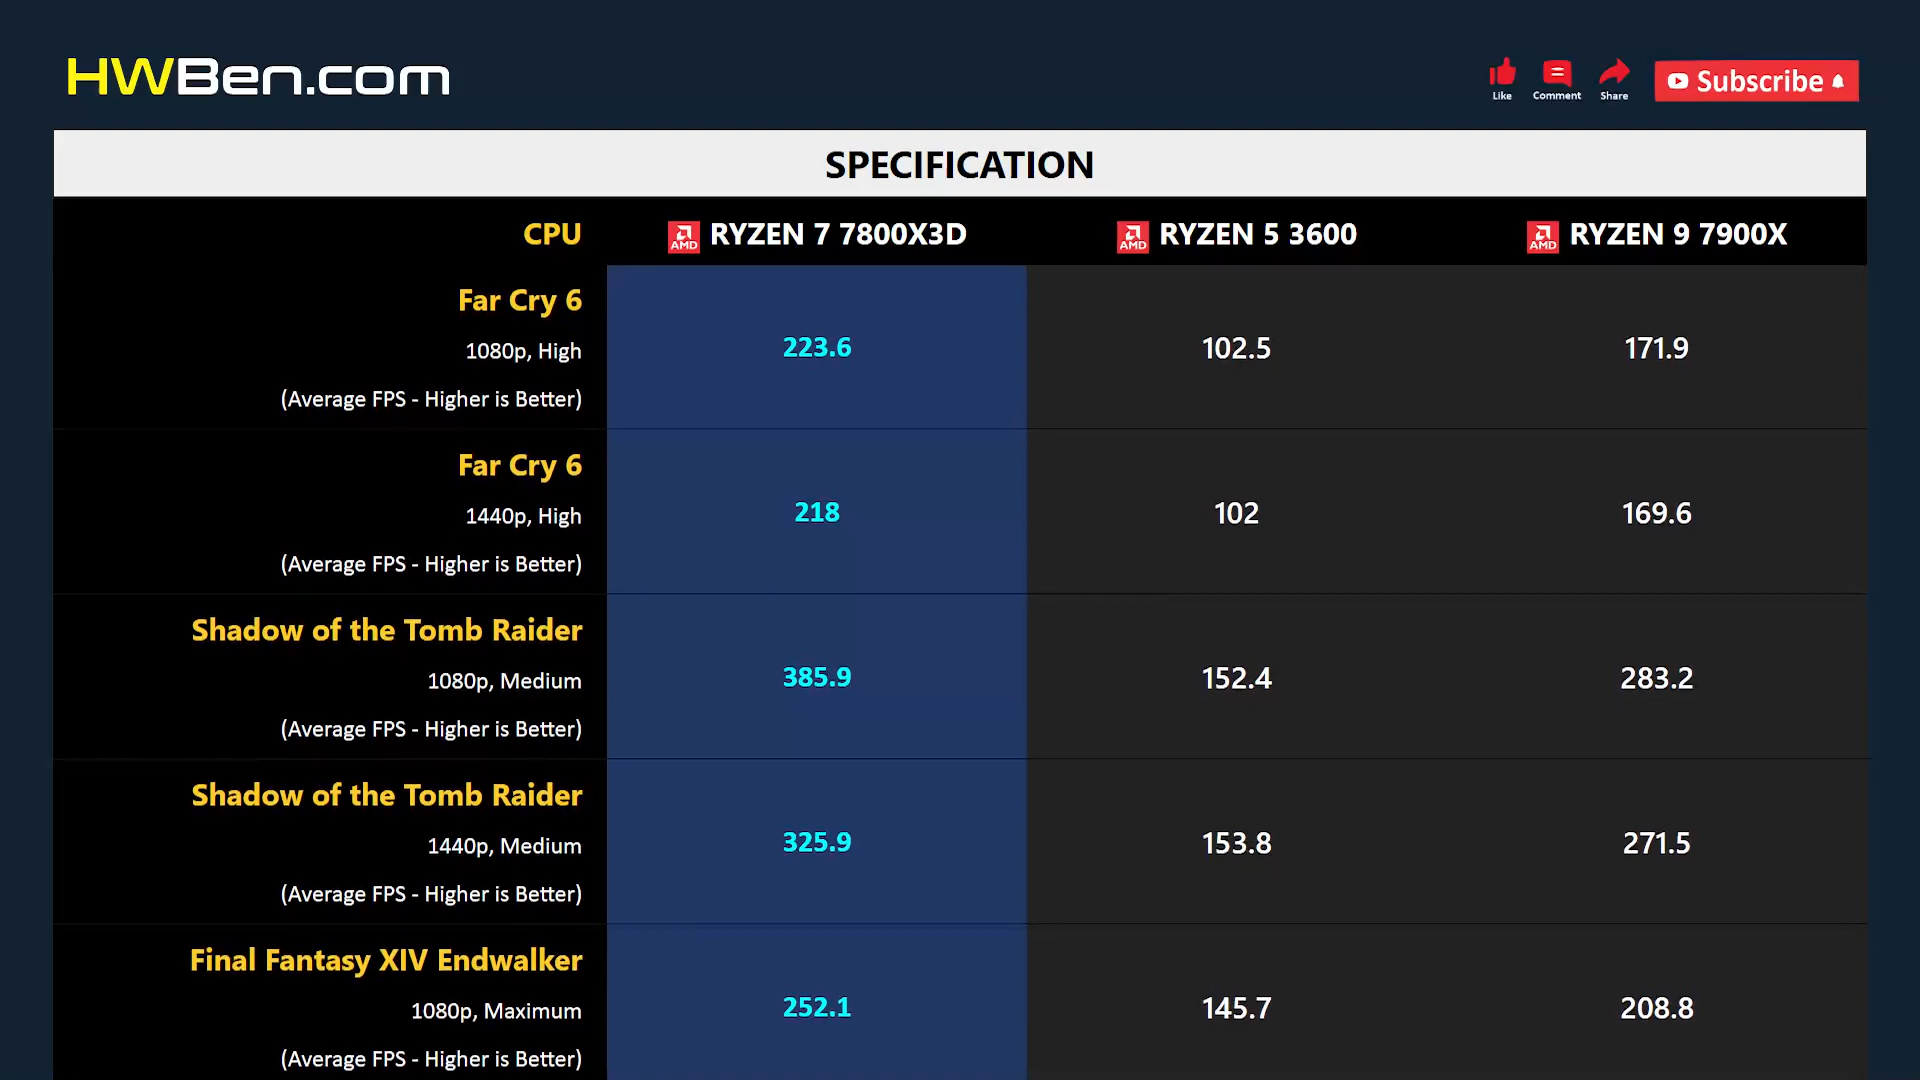 HWBen.com
Like Comment Share Subscribe
SPECIFICATION
CPU AMD RYZEN 7 7800X3D AMD RYZEN 5 3600 AMD RYZEN 9 7900X
Far Cry 6
1080p, High 223.6 102.5 171.9
(Average FPS - Higher is Better)
Far Cry 6
1440p, High 218 102 169.6
(Average FPS - Higher is Better)
Shadow of the Tomb Raider
1080p, Medium 385.9 152.4 283.2
(Average FPS - Higher is Better)
Shadow of the Tomb Raider
1440p, Medium 325.9 153.8 271.5
(Average FPS - Higher is Better)
Final Fantasy XIV Endwalker
1080p, Maximum 252.1 145.7 208.8
(Average FPS - Higher is Better)